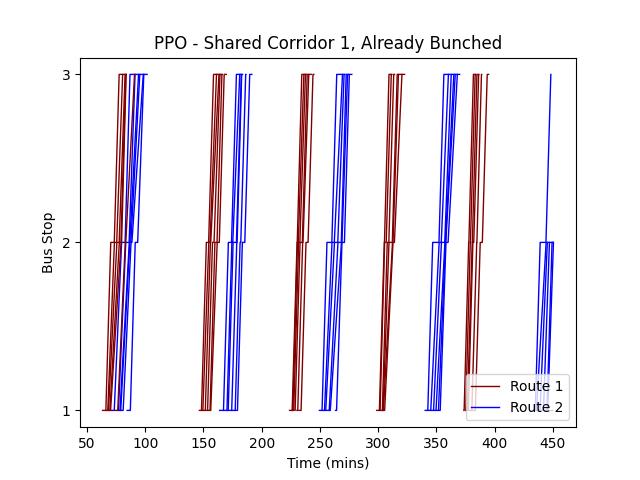 PPO - Shared Corridor 1, Already Bunched
3
2
1
Bus Stop
50 100 150 200 250 300 350 400 450
Time (mins)
Route 1
Route 2